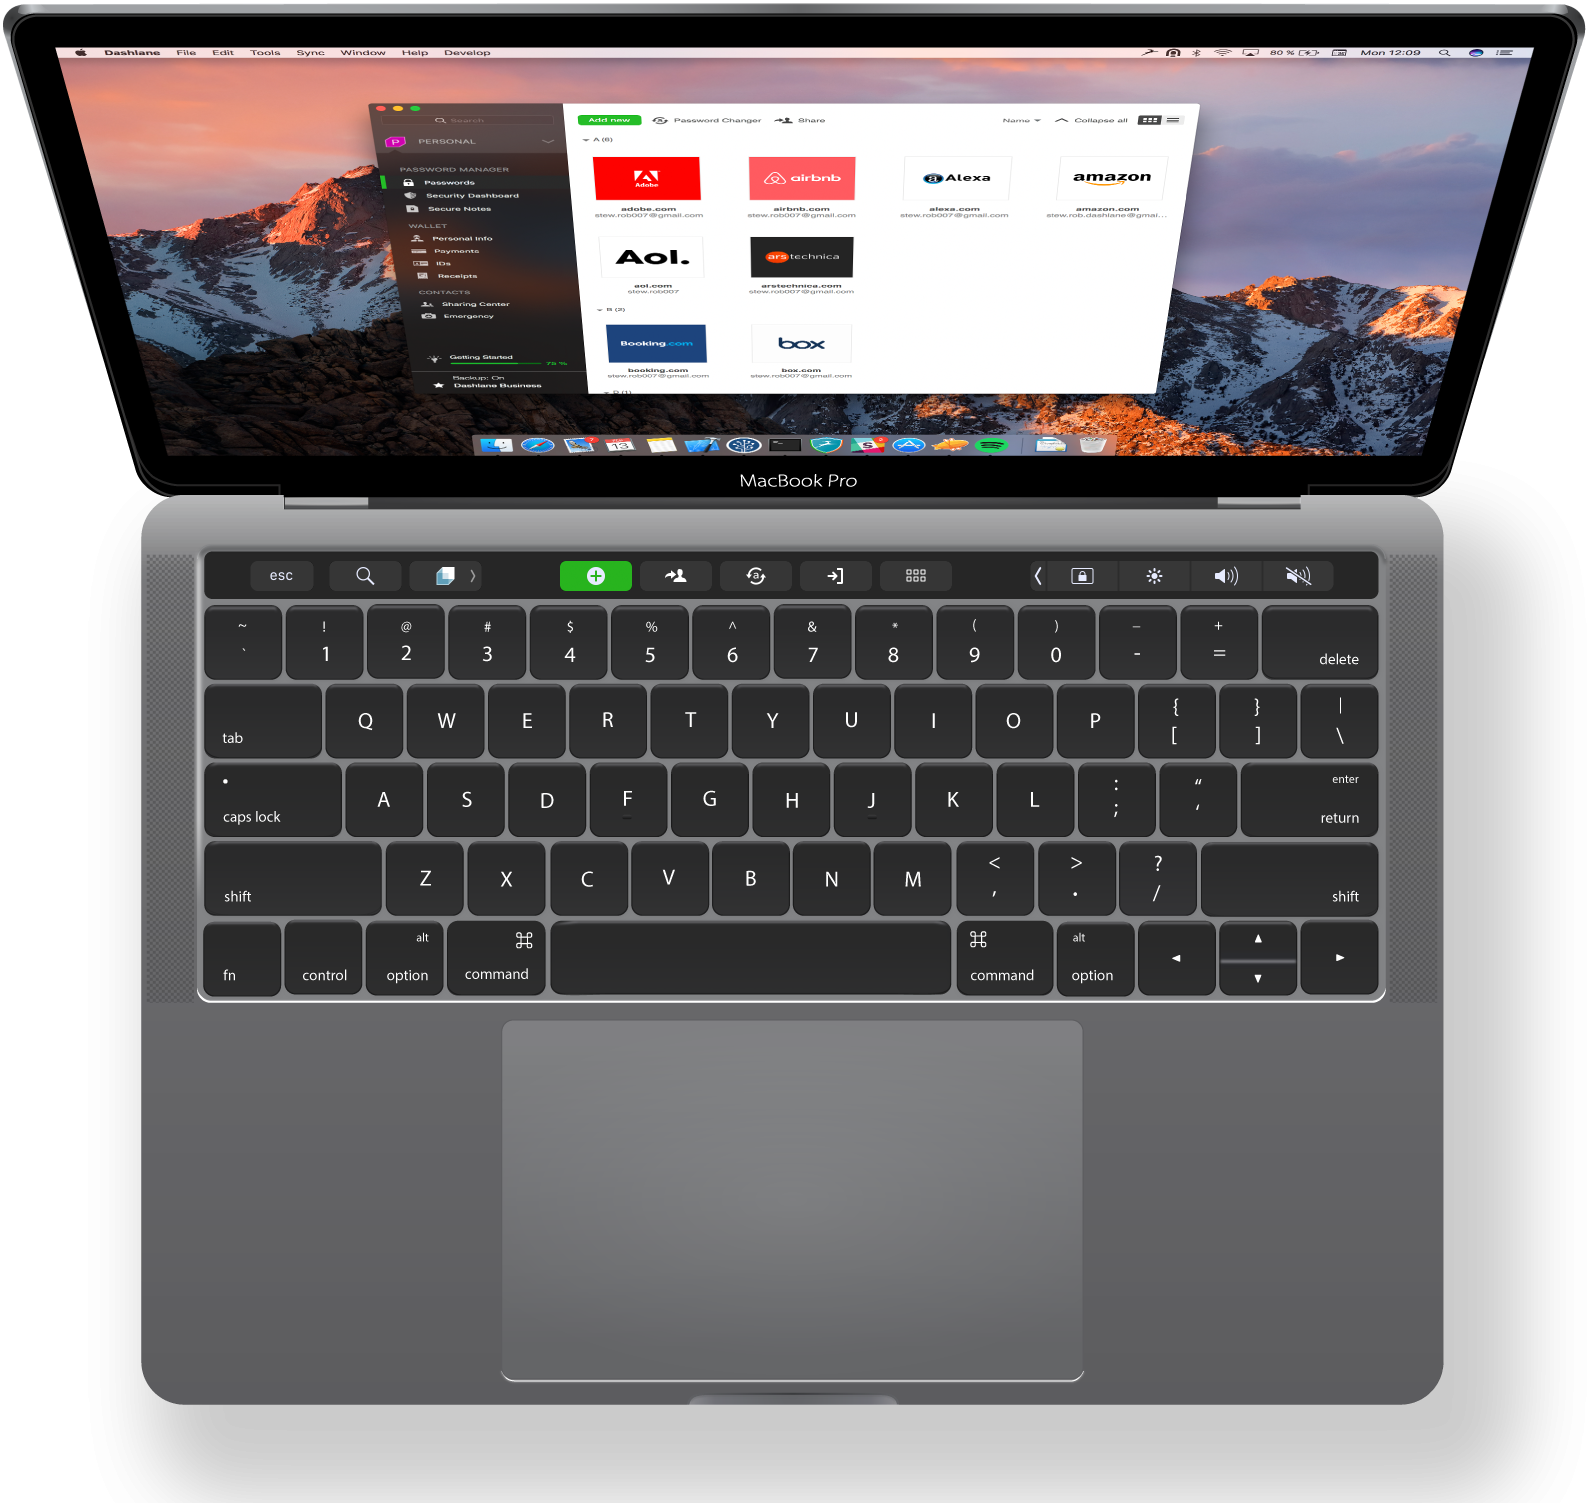 Dashlane File Edit Tools Sync Window Help Develop 80 % Mon 12:09
Search
P PERSONAL
PASSWORD MANAGER
Passwords
Security Dashboard
Secure Notes
WALLET
Personal Info
Payments
IDs
Receipts
CONTACTS
Sharing Center
Emergency
Getting Started
75 %
Backup: On
Dashlane Business
Add new Password Changer Share Name Collapse all
A (6)
Adobe airbnb a Alexa amazon
adobe.com airbnb.com alexa.com amazon.com
stew.rob007@gmail.com stew.rob007@gmail.com stew.rob007@gmail.com stew.rob.dashlane@gmai...
Aol. ars technica
aol.com arstechnica.com
stew.rob007 stew.rob007@gmail.com
B (2)
Booking.com box
booking.com box.com
stew.rob007@gmail.com stew.rob007@gmail.com
D (1)
13
MacBook Pro
esc a
~ ! @ # $ % ^ & * ( ) – +
` 1 2 3 4 5 6 7 8 9 0 - = delete
{ } |
tab Q W E R T Y U I O P [ ] \
: “ enter
caps lock A S D F G H J K L ; ‘ return
< > ?
shift Z X C V B N M , . / shift
alt ⌘ ⌘ alt
fn control option command command option ◀ ▲ ▼ ▶